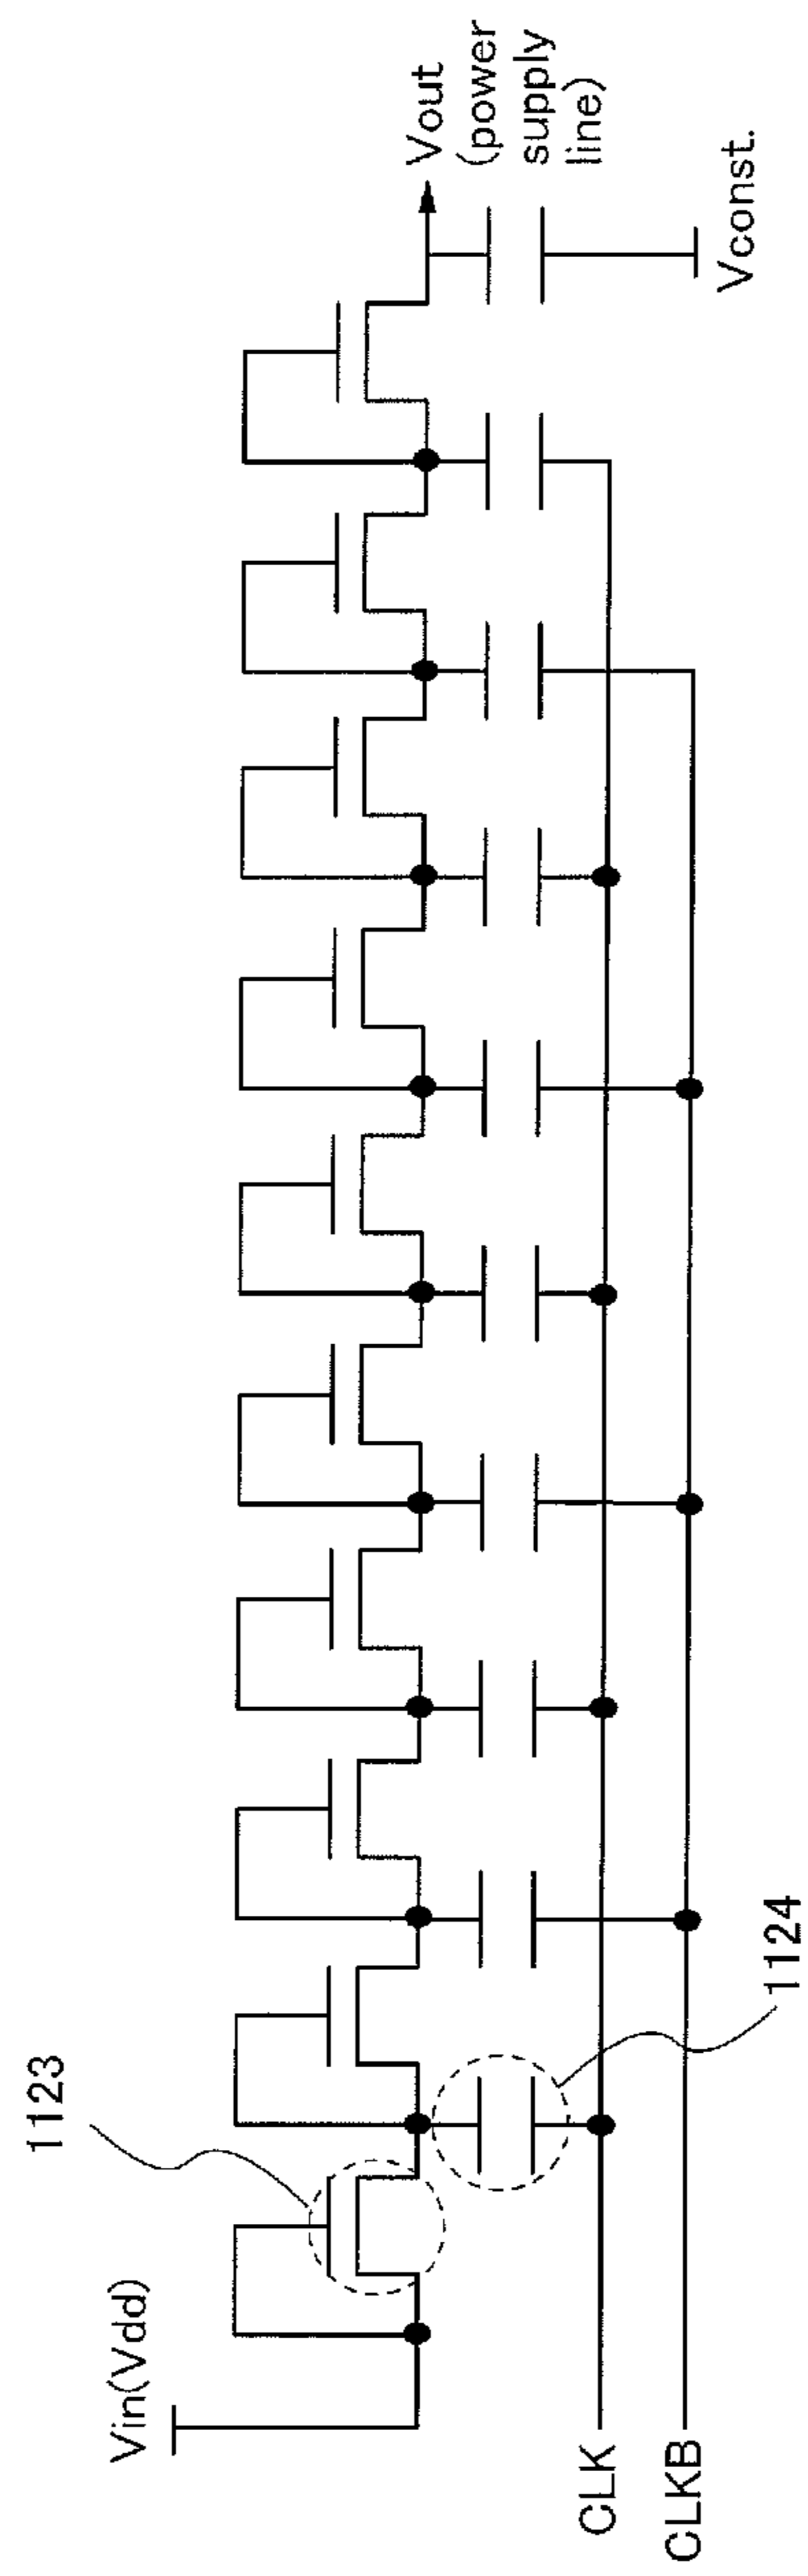 Vin(Vdd)
1123
CLK
CLKB
1124
Vout
(power
supply
line)
Vconst.